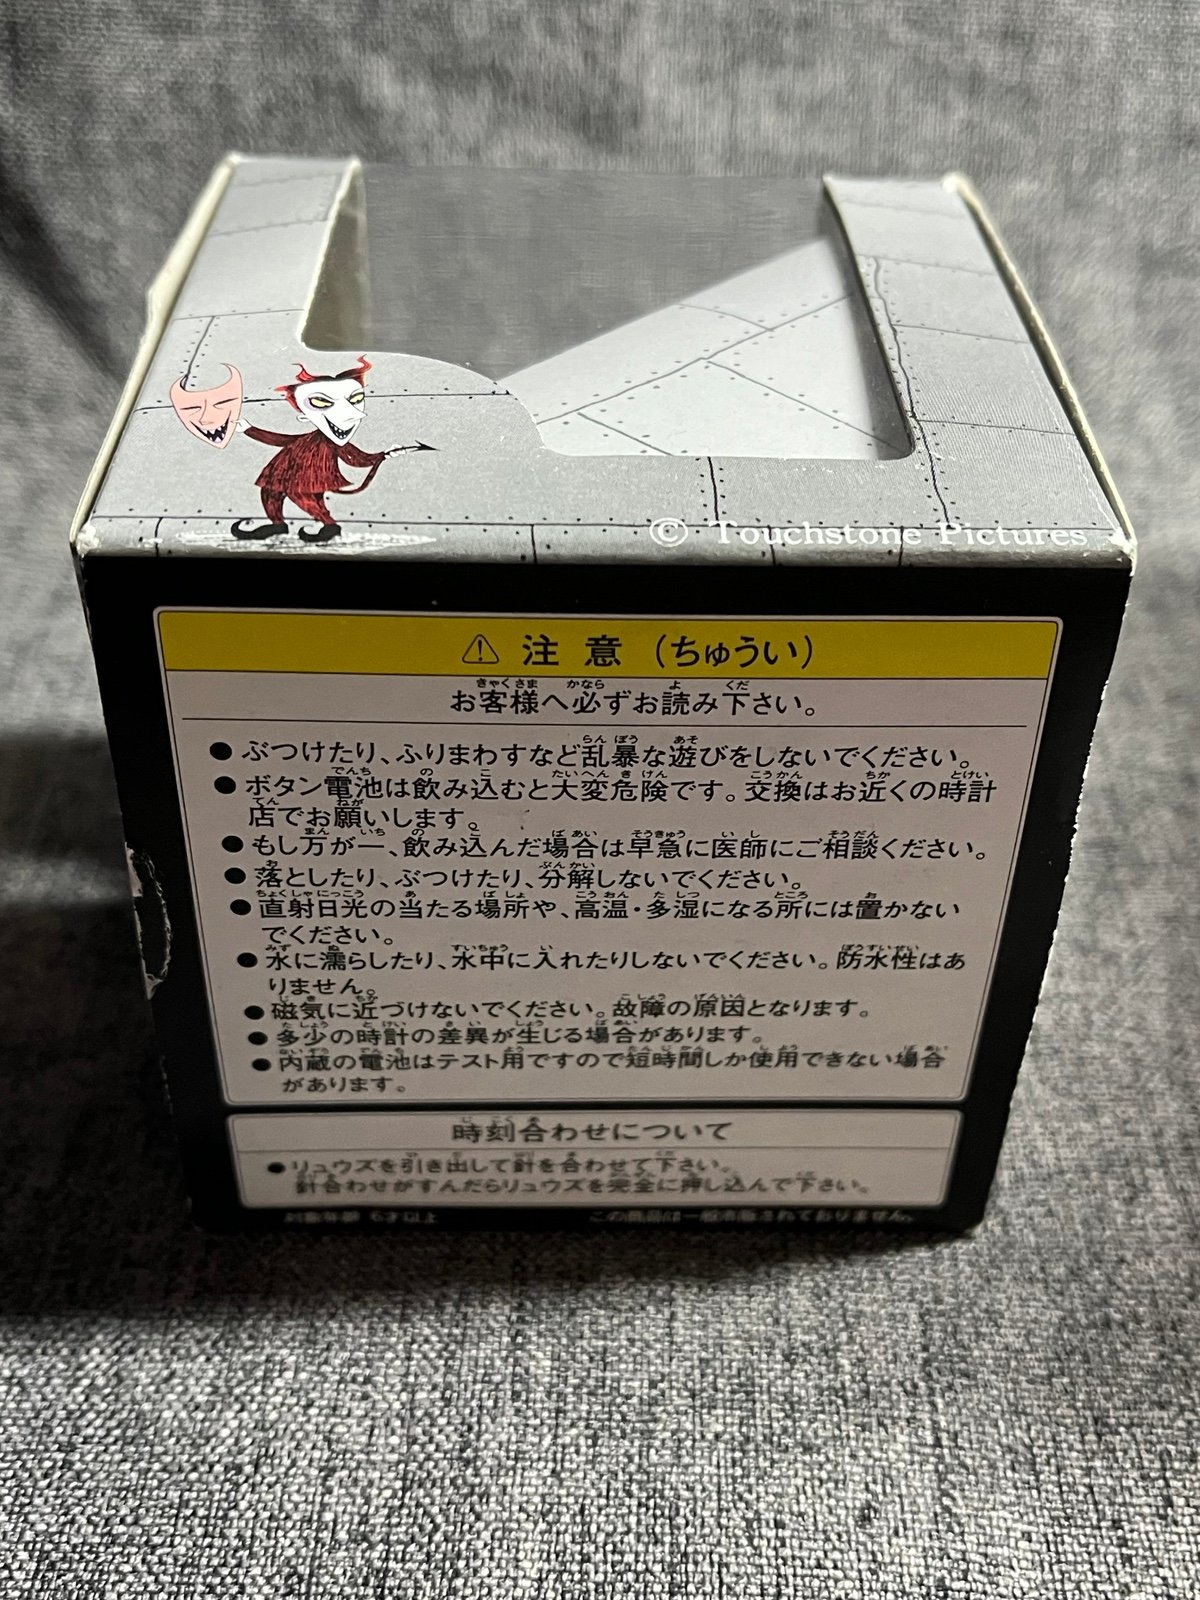 © Touchstone Pictures
⚠ 注意 (ちゅうい)
お客様へ必ずお読み下さい。
●ぶつけたり、ふりまわすなど乱暴な遊びをしないでください。
●ボタン電池は飲み込むと大変危険です。交換はお近くの時計
店でお願いします。
●もし万が一、飲み込んだ場合は早急に医師にご相談ください。
●落としたり、ぶつけたり、分解しないでください。
●直射日光の当たる場所や、高温・多湿になる所には置かない
でください。
●水に濡らしたり、水中に入れたりしないでください。防水性はあ
りません。
●磁気に近づけないでください。故障の原因となります。
●多少の時計の差異が生じる場合があります。
●内蔵の電池はテスト用ですので短時間しか使用できない場合
があります。
時刻合わせについて
●リュウズを引き出して針を合わせて下さい。
針合わせがすんだらリュウズを完全に押し込んで下さい。
対象年齢 6才以上 この商品は一般市販されておりません。